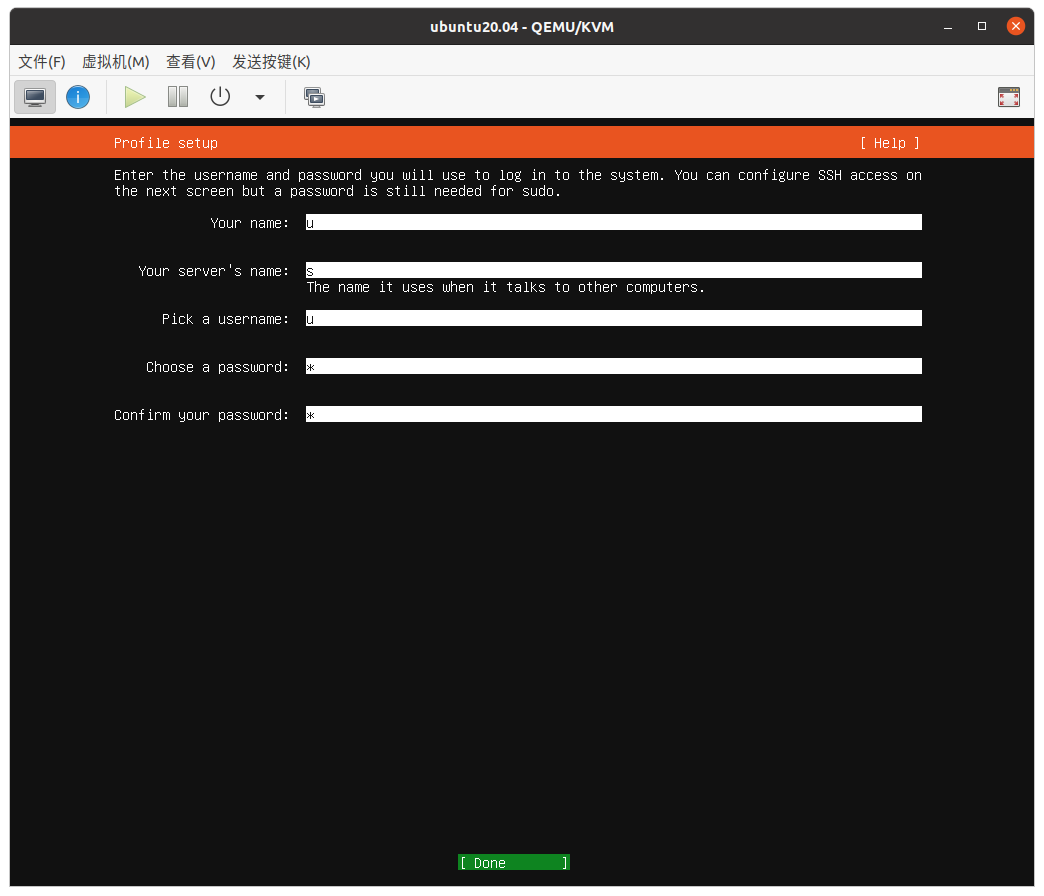 ubuntu20.04 - QEMU/KVM
文件(F) 虚拟机(M) 查看(V) 发送按键(K)
Profile setup [ Help ]
Enter the username and password you will use to log in to the system. You can configure SSH access on
the next screen but a password is still needed for sudo.
Your name: u
Your server's name: s
The name it uses when it talks to other computers.
Pick a username: u
Choose a password: *
Confirm your password: *
[ Done ]